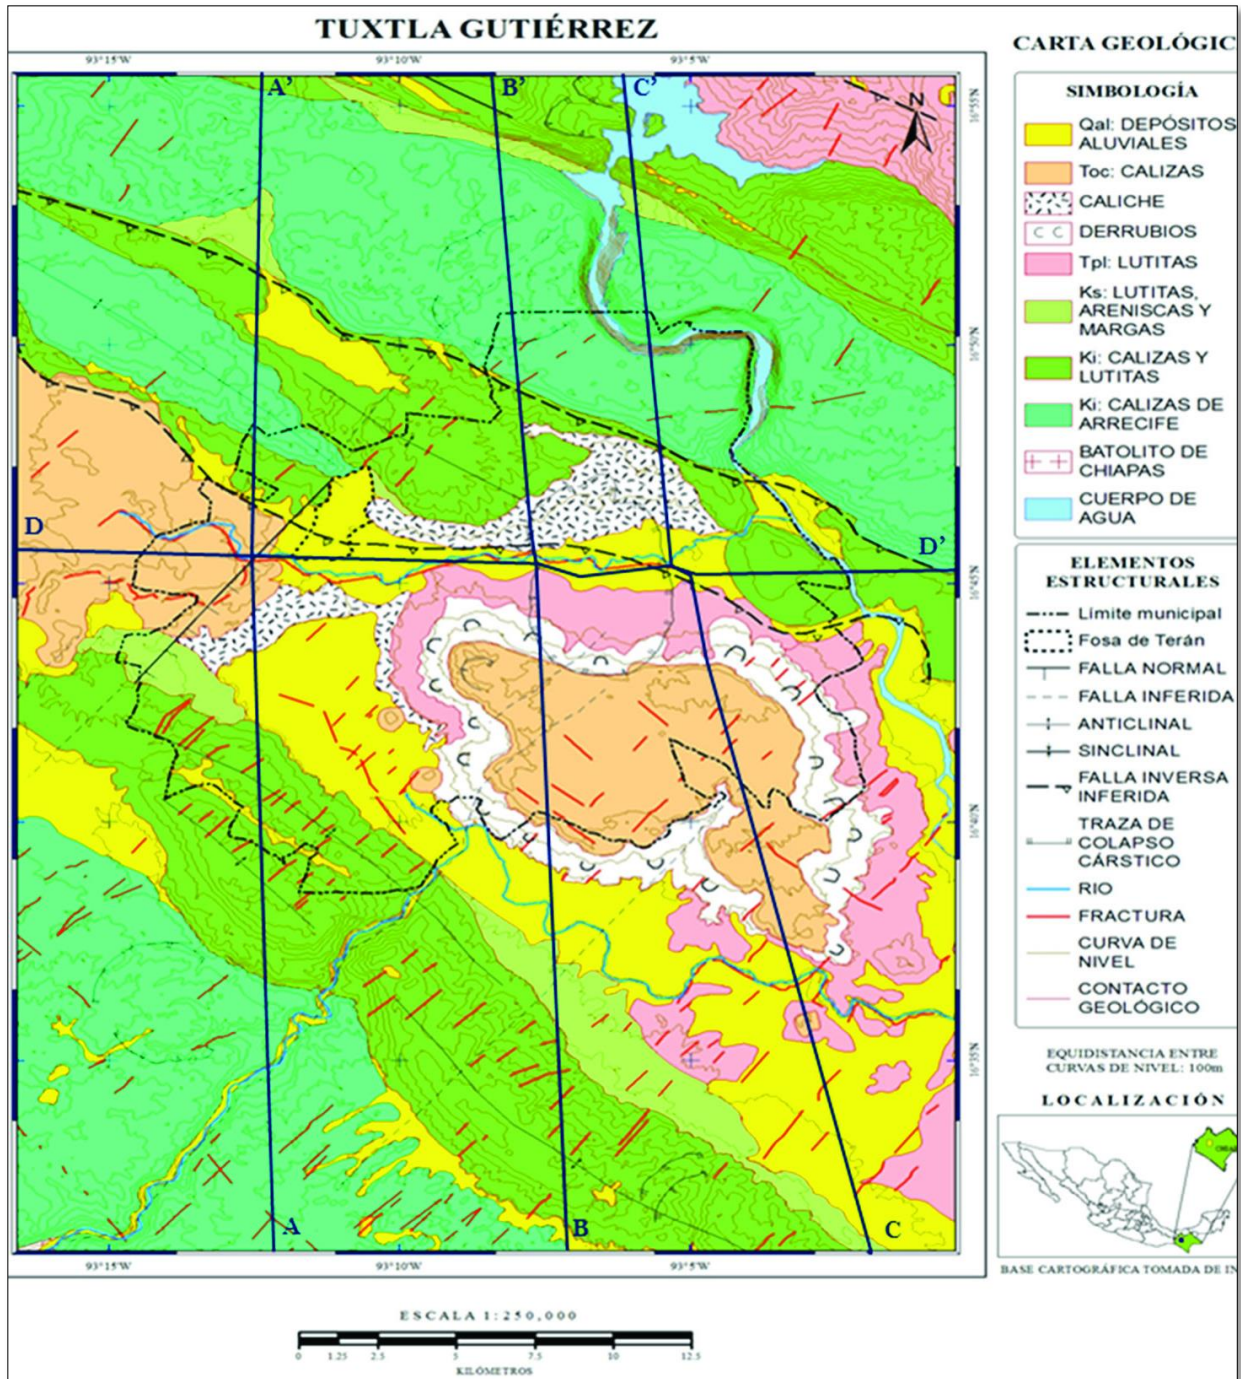 TUXTLA GUTIÉRREZ
93°15'W
93°10'W
93°5'W
A'
B'
C'
N
16°55'N
16°50'N
D
D'
16°45'N
16°40'N
16°35'N
A
B
C
93°15'W
93°10'W
93°5'W
ESCALA 1:250,000
0 1.25 2.5 5 7.5 10 12.5
KILÓMETROS
CARTA GEOLÓGIC
SIMBOLOGÍA
Qal: DEPÓSITOS
ALUVIALES
Toc: CALIZAS
CALICHE
DERRUBIOS
Tpl: LUTITAS
Ks: LUTITAS,
ARENISCAS Y
MARGAS
Ki: CALIZAS Y
LUTITAS
Ki: CALIZAS DE
ARRECIFE
BATOLITO DE
CHIAPAS
CUERPO DE
AGUA
ELEMENTOS
ESTRUCTURALES
Límite municipal
Fosa de Terán
FALLA NORMAL
FALLA INFERIDA
ANTICLINAL
SINCLINAL
FALLA INVERSA
INFERIDA
TRAZA DE
COLAPSO
CÁRSTICO
RIO
FRACTURA
CURVA DE
NIVEL
CONTACTO
GEOLÓGICO
EQUIDISTANCIA ENTRE
CURVAS DE NIVEL: 100m
LOCALIZACIÓN
BASE CARTOGRÁFICA TOMADA DE IN